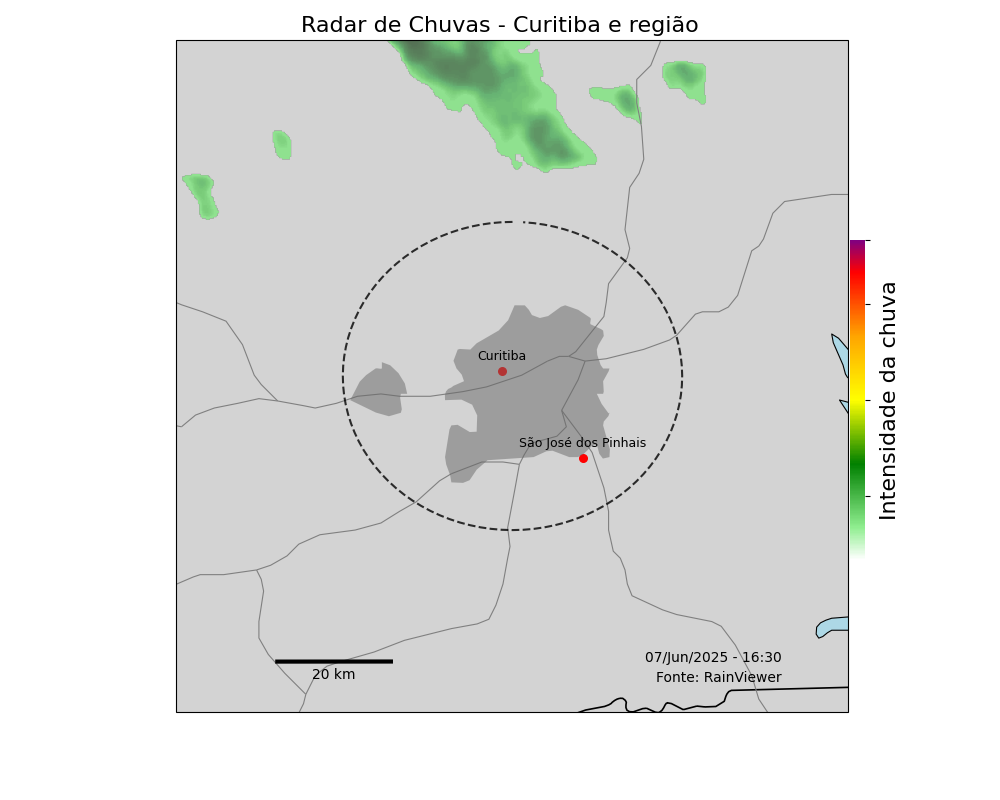 Radar de Chuvas - Curitiba e região
Curitiba
São José dos Pinhais
Intensidade da chuva
07/Jun/2025 - 16:30
20 km
Fonte: RainViewer